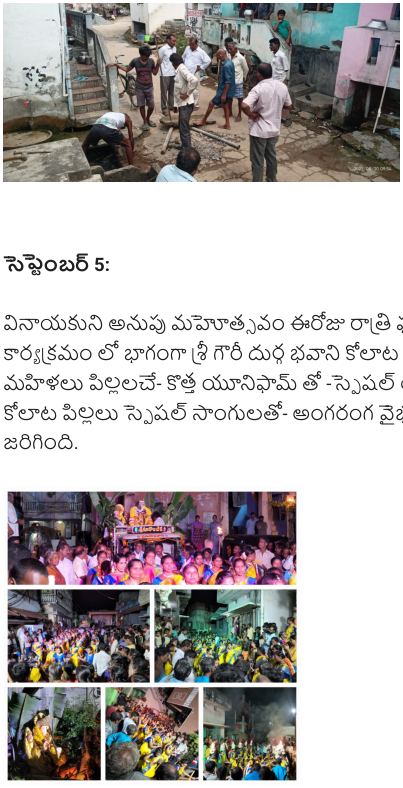 సెప్టెంబర్ 5:
వినాయకుని అనుపు మహోత్సవం ఈరోజు రాత్రి
కార్యక్రమం లో భాగంగా శ్రీ గౌరీ దుర్గ భవాని కోలాట
మహిళలు పిల్లలచే- కొత్త యూనిఫామ్ తో -స్పెషల్
కోలాట పిల్లలు స్పెషల్ సాంగులతో- అంగరంగ
జరిగింది.